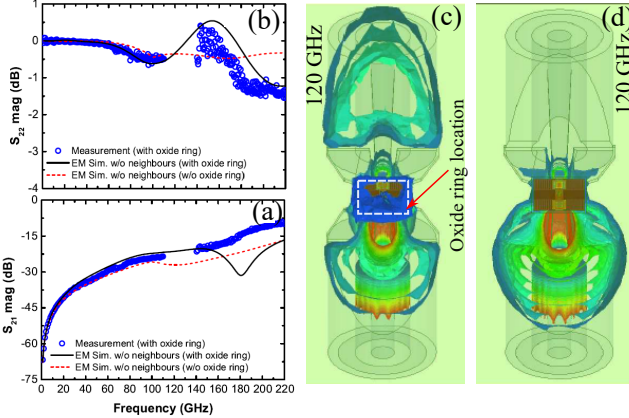 (b)
S22 mag (dB)
1
0
-1
-2
-3
-4
Measurement (with oxide ring)
EM Sim. w/o neighbours (with oxide ring)
EM Sim. w/o neighbours (w/o oxide ring)
(a)
S21 mag (dB)
0
-15
-30
-45
-60
-75
Measurement (with oxide ring)
EM Sim. w/o neighbours (with oxide ring)
EM Sim. w/o neighbours (w/o oxide ring)
0 20 40 60 80 100 120 140 160 180 200 220
Frequency (GHz)
(c)
120 GHz
Oxide ring location
(d)
120 GHz